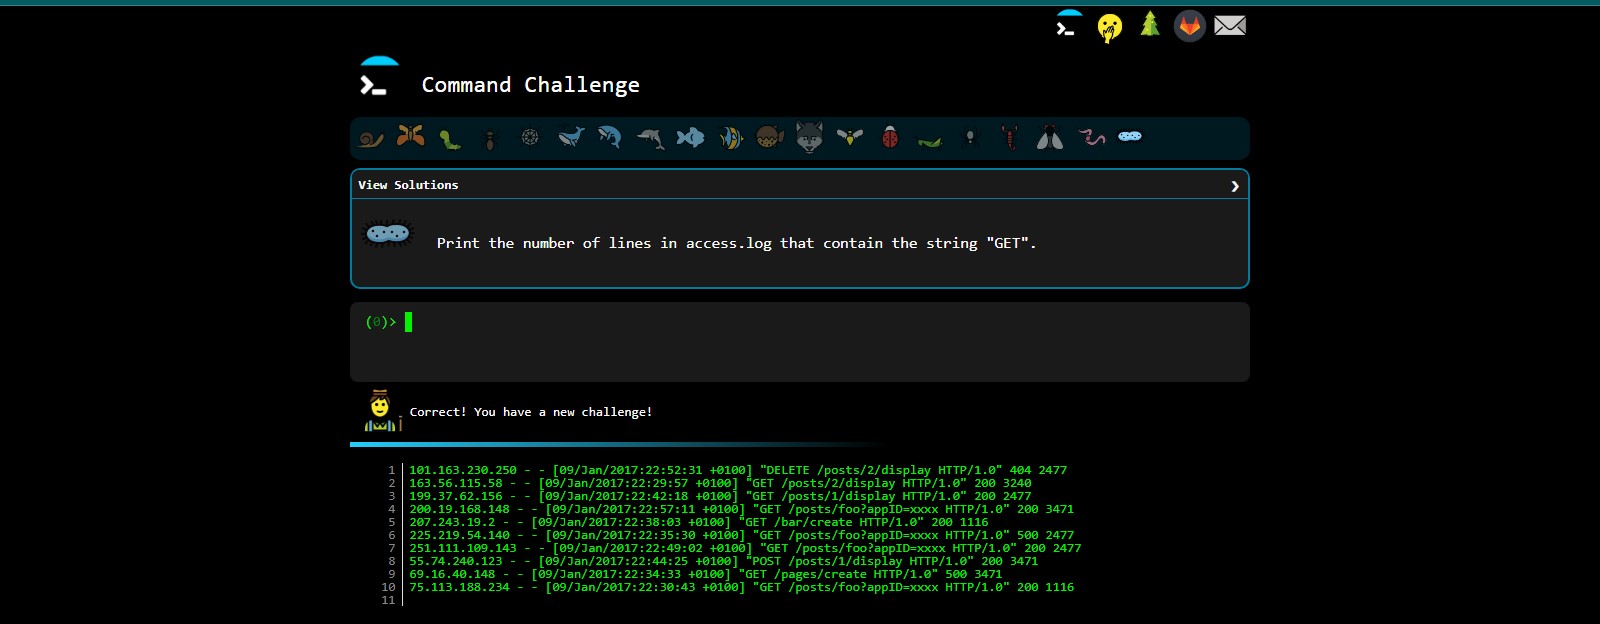 Command Challenge
View Solutions
Print the number of lines in access.log that contain the string "GET".
(0)>
Correct! You have a new challenge!
1 101.163.230.250 - - [09/Jan/2017:22:52:31 +0100] "DELETE /posts/2/display HTTP/1.0" 404 2477
2 163.56.115.58 - - [09/Jan/2017:22:29:57 +0100] "GET /posts/2/display HTTP/1.0" 200 3240
3 199.37.62.156 - - [09/Jan/2017:22:42:18 +0100] "GET /posts/1/display HTTP/1.0" 200 2477
4 200.19.168.148 - - [09/Jan/2017:22:57:11 +0100] "GET /posts/foo?appID=xxxx HTTP/1.0" 200 3471
5 207.243.19.2 - - [09/Jan/2017:22:38:03 +0100] "GET /bar/create HTTP/1.0" 200 1116
6 225.219.54.140 - - [09/Jan/2017:22:35:30 +0100] "GET /posts/foo?appID=xxxx HTTP/1.0" 500 2477
7 251.111.109.143 - - [09/Jan/2017:22:49:02 +0100] "GET /posts/foo?appID=xxxx HTTP/1.0" 200 2477
8 55.74.240.123 - - [09/Jan/2017:22:44:25 +0100] "POST /posts/1/display HTTP/1.0" 200 3471
9 69.16.40.148 - - [09/Jan/2017:22:34:33 +0100] "GET /pages/create HTTP/1.0" 500 3471
10 75.113.188.234 - - [09/Jan/2017:22:30:43 +0100] "GET /posts/foo?appID=xxxx HTTP/1.0" 200 1116
11